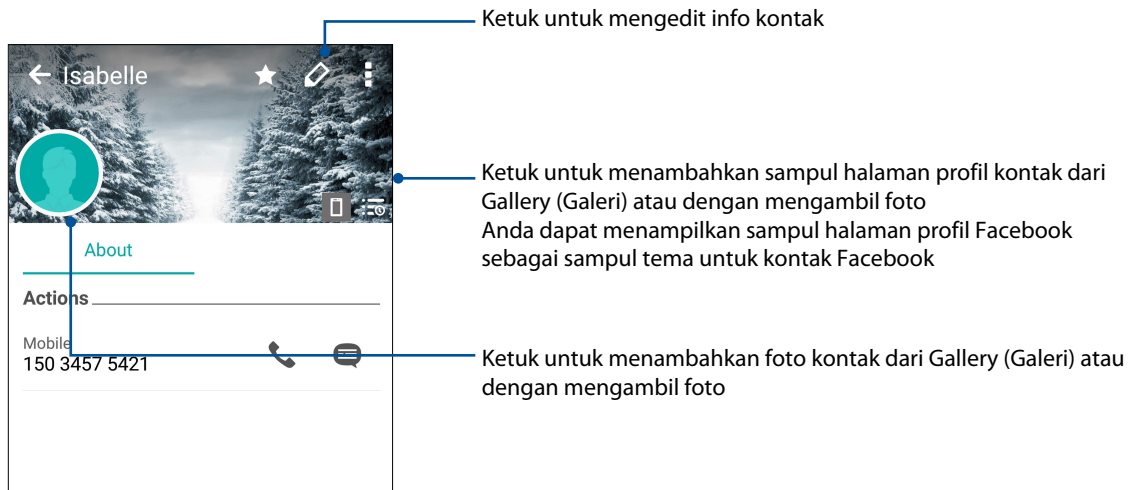 Ketuk untuk mengedit info kontak
Isabelle
Ketuk untuk menambahkan sampul halaman profil kontak dari
Gallery (Galeri) atau dengan mengambil foto
Anda dapat menampilkan sampul halaman profil Facebook
sebagai sampul tema untuk kontak Facebook
About
Actions
Mobile
150 3457 5421
Ketuk untuk menambahkan foto kontak dari Gallery (Galeri) atau
dengan mengambil foto